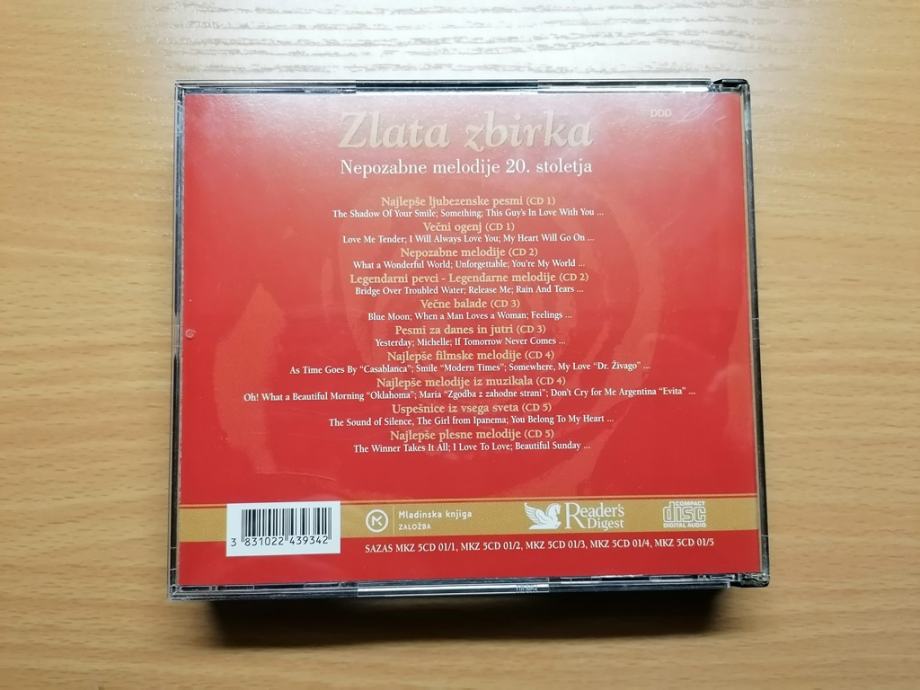 DDD
Zlata zbirka
Nepozabne melodije 20. stoletja
Najlepše ljubezenske pesmi (CD 1)
The Shadow Of Your Smile; Something; This Guy's In Love With You ...
Večni ogenj (CD 1)
Love Me Tender; I Will Always Love You; My Heart Will Go On ...
Nepozabne melodije (CD 2)
What a Wonderful World; Unforgettable; You're My World ...
Legendarni pevci - Legendarne melodije (CD 2)
Bridge Over Troubled Water; Release Me; Rain And Tears ...
Večne balade (CD 3)
Blue Moon; When a Man Loves a Woman; Feelings ...
Pesmi za danes in jutri (CD 3)
Yesterday; Michelle; If Tomorrow Never Comes ...
Najlepše filmske melodije (CD 4)
As Time Goes By “Casablanca”; Smile “Modern Times”; Somewhere, My Love “Dr. Živago” ...
Najlepše melodije iz muzikala (CD 4)
Oh! What a Beautiful Morning “Oklahoma”; Maria “Zgodba z zahodne strani”; Don't Cry for Me Argentina “Evita” ...
Uspešnice iz vsega sveta (CD 5)
The Sound of Silence, The Girl from Ipanema; You Belong To My Heart ...
Najlepše plesne melodije (CD 5)
The Winner Takes It All; I Love To Love; Beautiful Sunday ...
3 831022 439342
Mladinska knjiga
ZALOŽBA
Reader's
Digest
COMPACT
disc
DIGITAL AUDIO
SAZAS MKZ 5CD 01/1, MKZ 5CD 01/2, MKZ 5CD 01/3, MKZ 5CD 01/4, MKZ 5CD 01/5